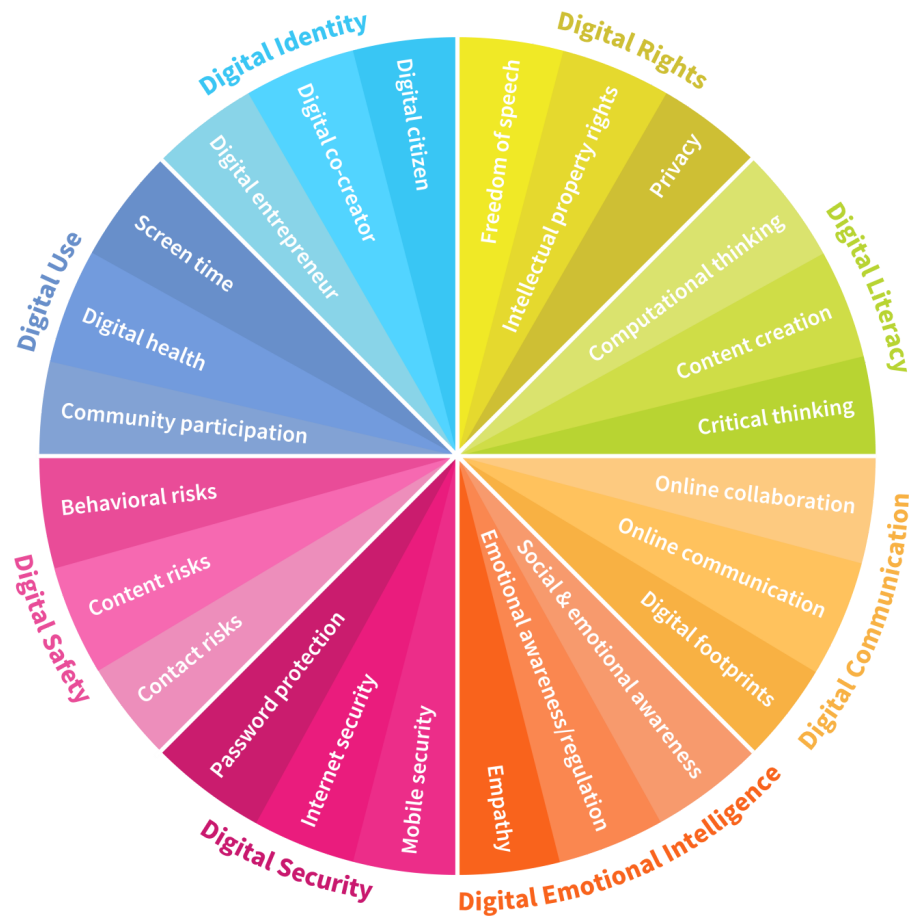 Digital Rights
Freedom of speech
Intellectual property rights
Privacy
Digital Literacy
Computational thinking
Content creation
Critical thinking
Digital Communication
Online collaboration
Online communication
Digital footprints
Digital Emotional Intelligence
Social & emotional awareness
Emotional awareness/regulation
Empathy
Digital Security
Mobile security
Internet security
Password protection
Digital Safety
Contact risks
Content risks
Behavioral risks
Digital Use
Community participation
Digital health
Screen time
Digital Identity
Digital entrepreneur
Digital co-creator
Digital citizen